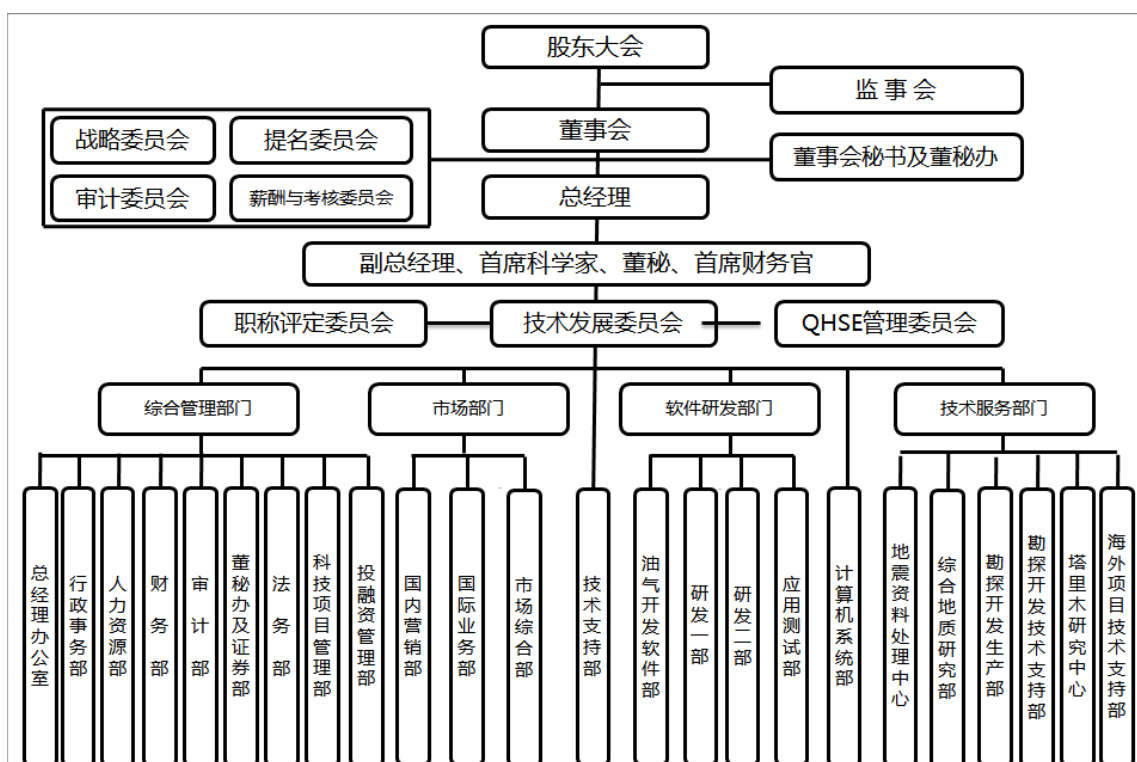 股东大会
监 事 会
董事会
战略委员会
提名委员会
董事会秘书及董秘办
审计委员会
薪酬与考核委员会
总经理
副总经理、首席科学家、董秘、首席财务官
职称评定委员会
技术发展委员会
QHSE管理委员会
综合管理部门
市场部门
软件研发部门
技术服务部门
总经理办公室
行政事务部
人力资源部
财务部
审计部
董秘办及证券部
法务部
科技项目管理部
投融资管理部
国内营销部
国际业务部
市场综合部
技术支持部
油气开发软件部
研发一部
研发二部
应用测试部
计算机系统部
地震资料处理中心
综合地质研究部
勘探开发生产部
勘探开发技术支持部
塔里木研究中心
海外项目技术支持部